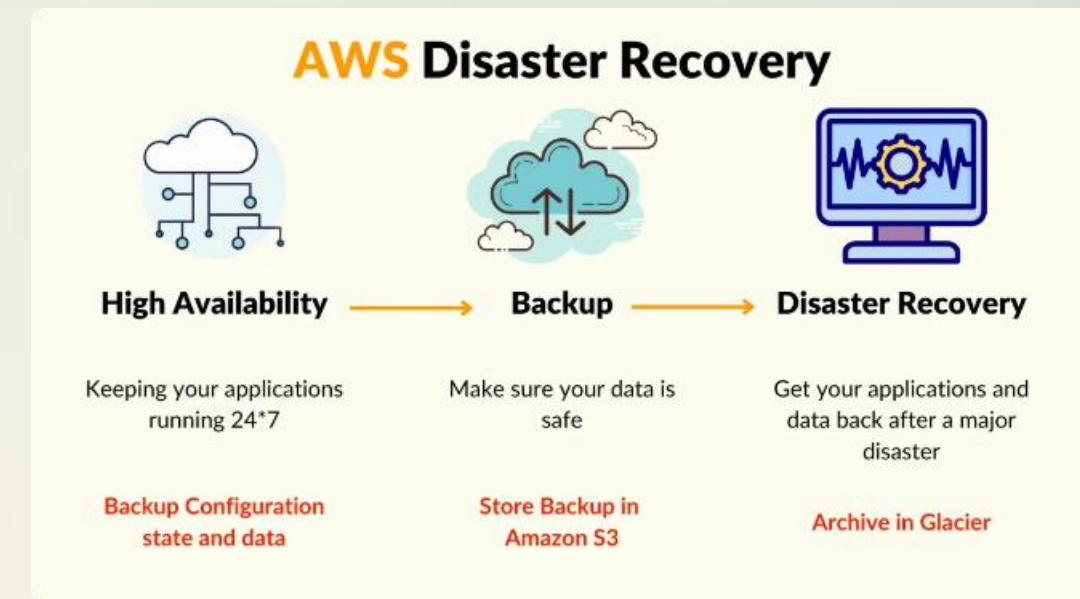 AWS Disaster Recovery
High Availability
Backup
Disaster Recovery
Keeping your applications
running 24*7
Make sure your data is
safe
Get your applications and
data back after a major
disaster
Backup Configuration
state and data
Store Backup in
Amazon S3
Archive in Glacier